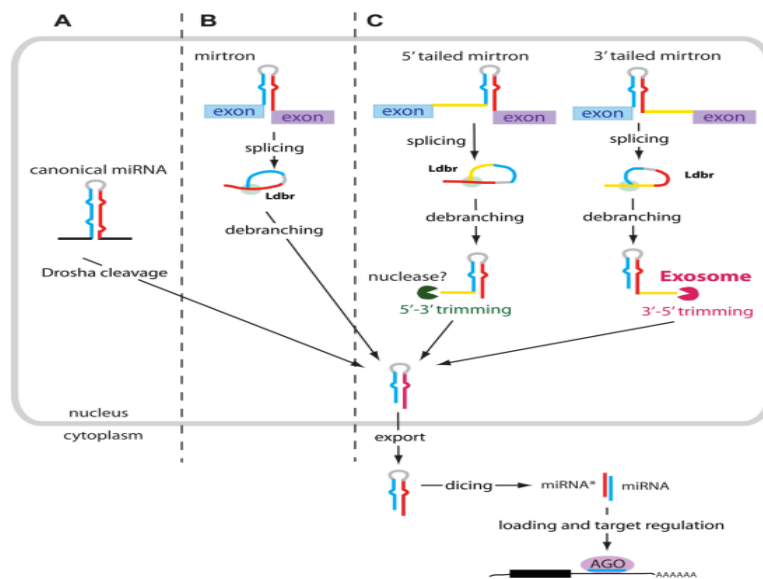 A
B
C
mirtron
5' tailed mirtron
3' tailed mirtron
exon
exon
exon
exon
exon
exon
splicing
splicing
splicing
canonical miRNA
Ldbr
Ldbr
Ldbr
debranching
debranching
debranching
Drosha cleavage
nuclease?
Exosome
5'-3' trimming
3'-5' trimming
nucleus
cytoplasm
export
dicing
miRNA*
miRNA
loading and target regulation
AGO
AAAAAA